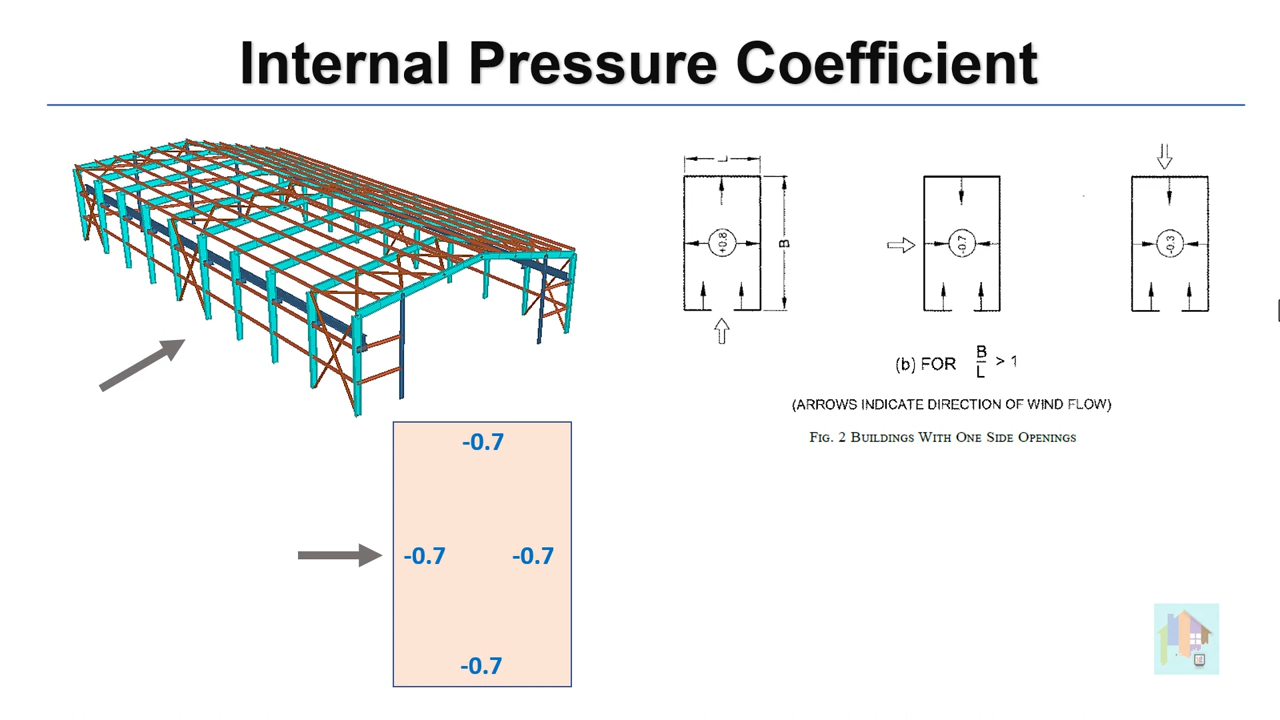 Internal Pressure Coefficient
L
+0.8
B
-0.7
-0.3
(b) FOR B/L > 1
(ARROWS INDICATE DIRECTION OF WIND FLOW)
FIG. 2 BUILDINGS WITH ONE SIDE OPENINGS
-0.7
-0.7 -0.7
-0.7